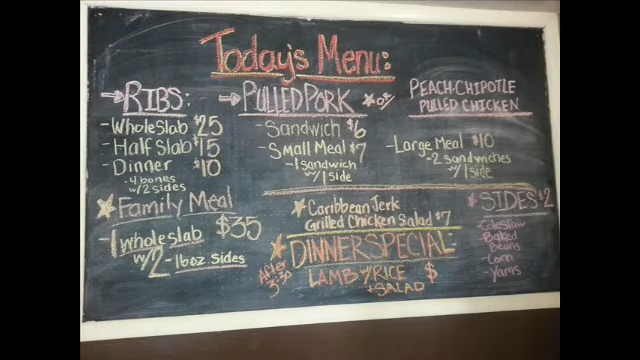 Today's Menu:
RIBS:
- Whole Slab $25
- Half Slab $15
- Dinner $10
- 4 bones
w/ 2 sides
Family Meal
- 1 whole slab $35
w/ 2 - 16oz sides
PULLED PORK
or
PEACH-CHIPOTLE
PULLED CHICKEN
- Sandwich $6
- Small Meal $7
- 1 Sandwich
w/ 1 side
- Large Meal $10
- 2 Sandwiches
w/ 1 side
Caribbean Jerk
Grilled Chicken Salad $7
DINNER SPECIAL-
After
3:30
LAMB w/ RICE $
+ SALAD
SIDES $2
- Coleslaw
- Baked
Beans
- Corn
- Yams